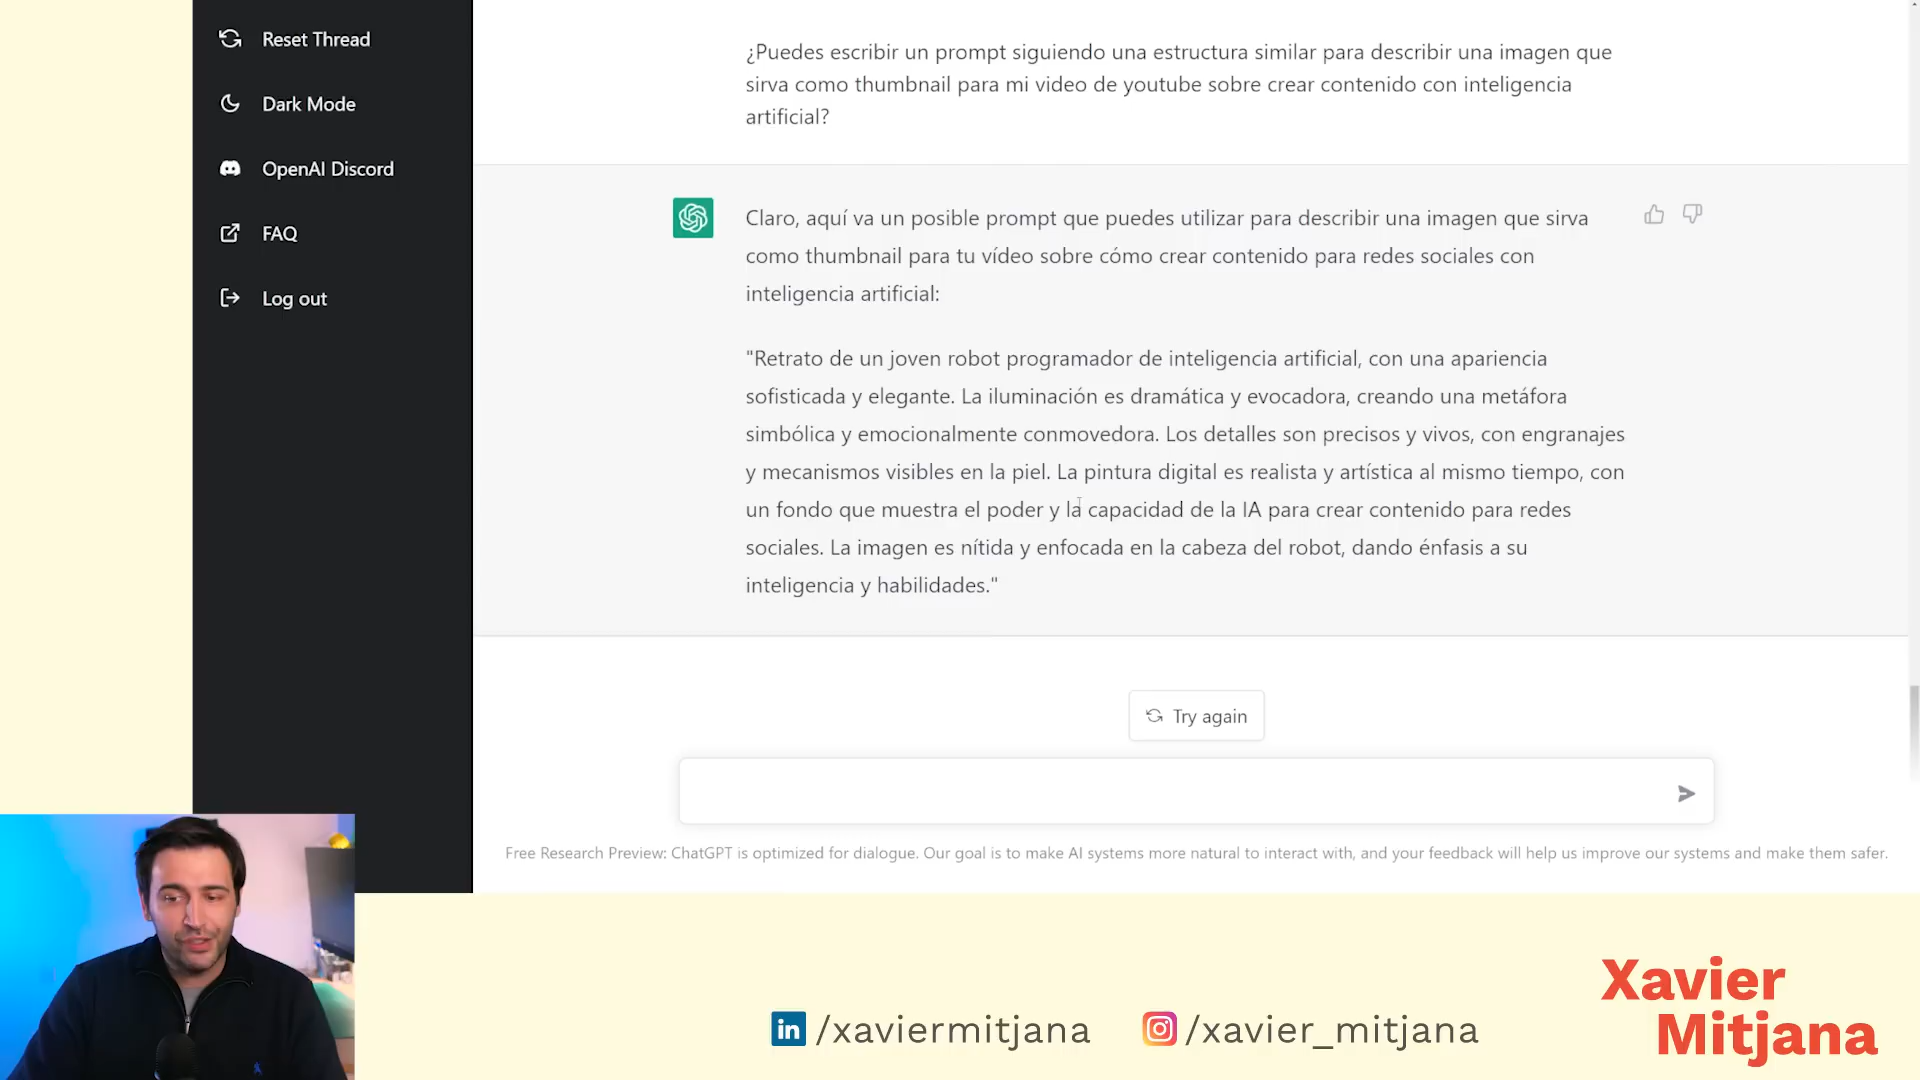 Reset Thread
Dark Mode
OpenAI Discord
FAQ
Log out
¿Puedes escribir un prompt siguiendo una estructura similar para describir una imagen que
sirva como thumbnail para mi video de youtube sobre crear contenido con inteligencia
artificial?
Claro, aquí va un posible prompt que puedes utilizar para describir una imagen que sirva
como thumbnail para tu vídeo sobre cómo crear contenido para redes sociales con
inteligencia artificial:
"Retrato de un joven robot programador de inteligencia artificial, con una apariencia
sofisticada y elegante. La iluminación es dramática y evocadora, creando una metáfora
simbólica y emocionalmente conmovedora. Los detalles son precisos y vivos, con engranajes
y mecanismos visibles en la piel. La pintura digital es realista y artística al mismo tiempo, con
un fondo que muestra el poder y la capacidad de la IA para crear contenido para redes
sociales. La imagen es nítida y enfocada en la cabeza del robot, dando énfasis a su
inteligencia y habilidades."
Try again
Free Research Preview: ChatGPT is optimized for dialogue. Our goal is to make AI systems more natural to interact with, and your feedback will help us improve our systems and make them safer.
in /xaviermitjana
/xavier_mitjana
Xavier
Mitjana